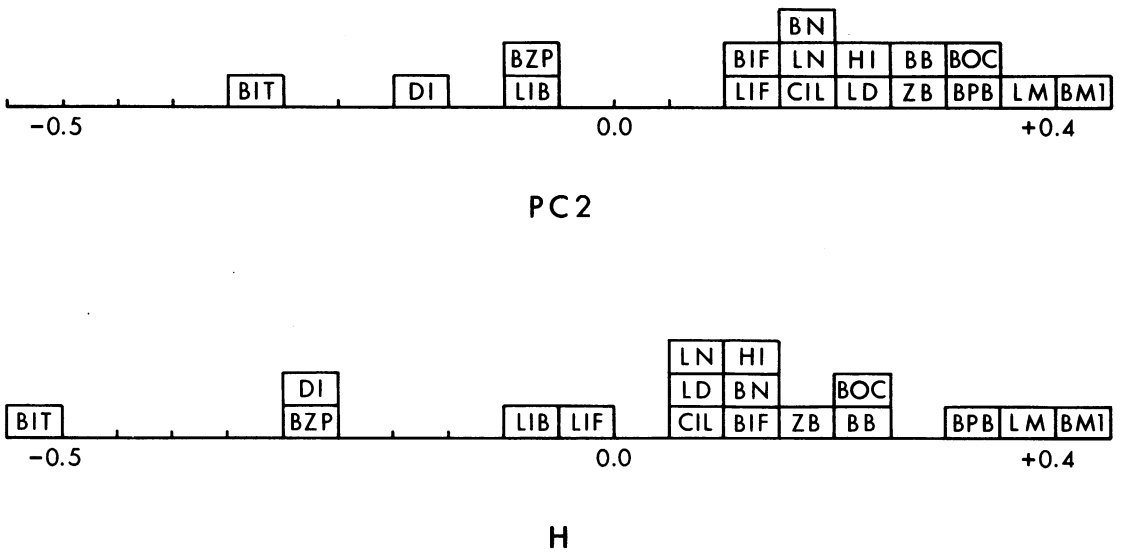 BN
BZP BIF LN HI BB BOC
BIT DI LIB LIF CIL LD ZB BPB LM BM1
−0.5 0.0 +0.4
PC2
LN HI
DI LD BN BOC
BIT BZP LIB LIF CIL BIF ZB BB BPB LM BM1
−0.5 0.0 +0.4
H